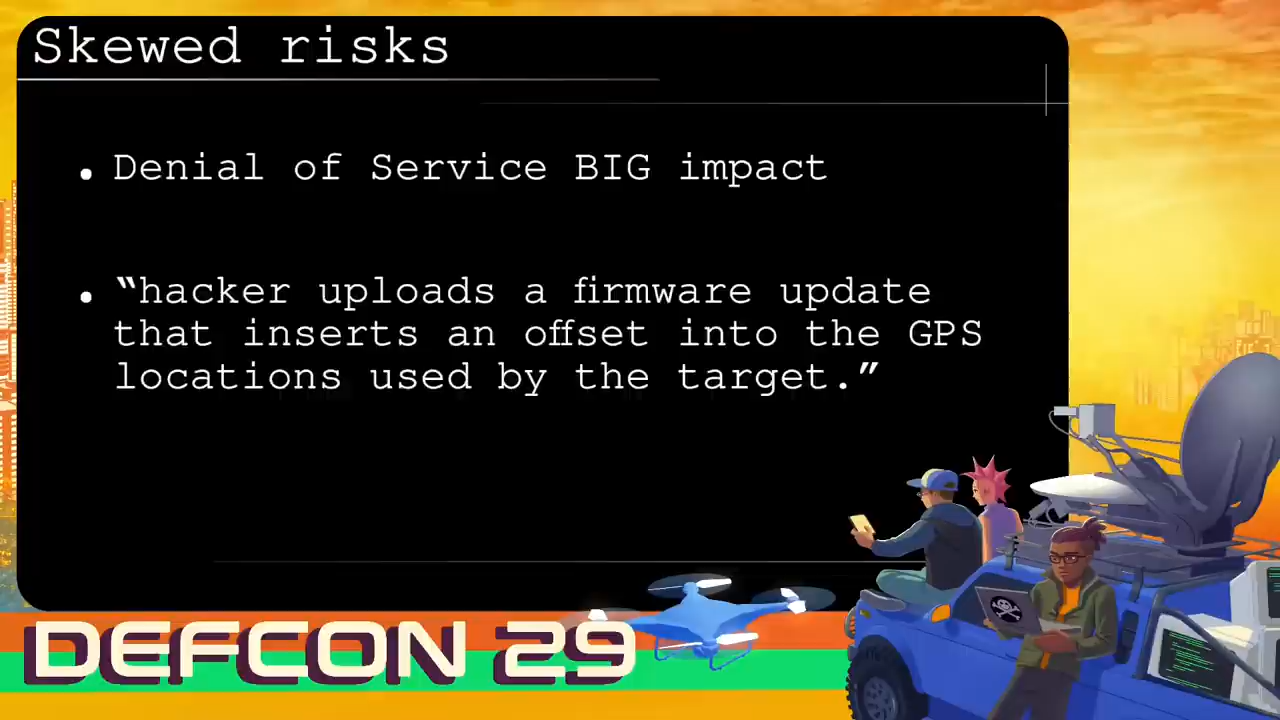 Skewed risks
• Denial of Service BIG impact
• “hacker uploads a firmware update
that inserts an offset into the GPS
locations used by the target.”
DEFCON 29